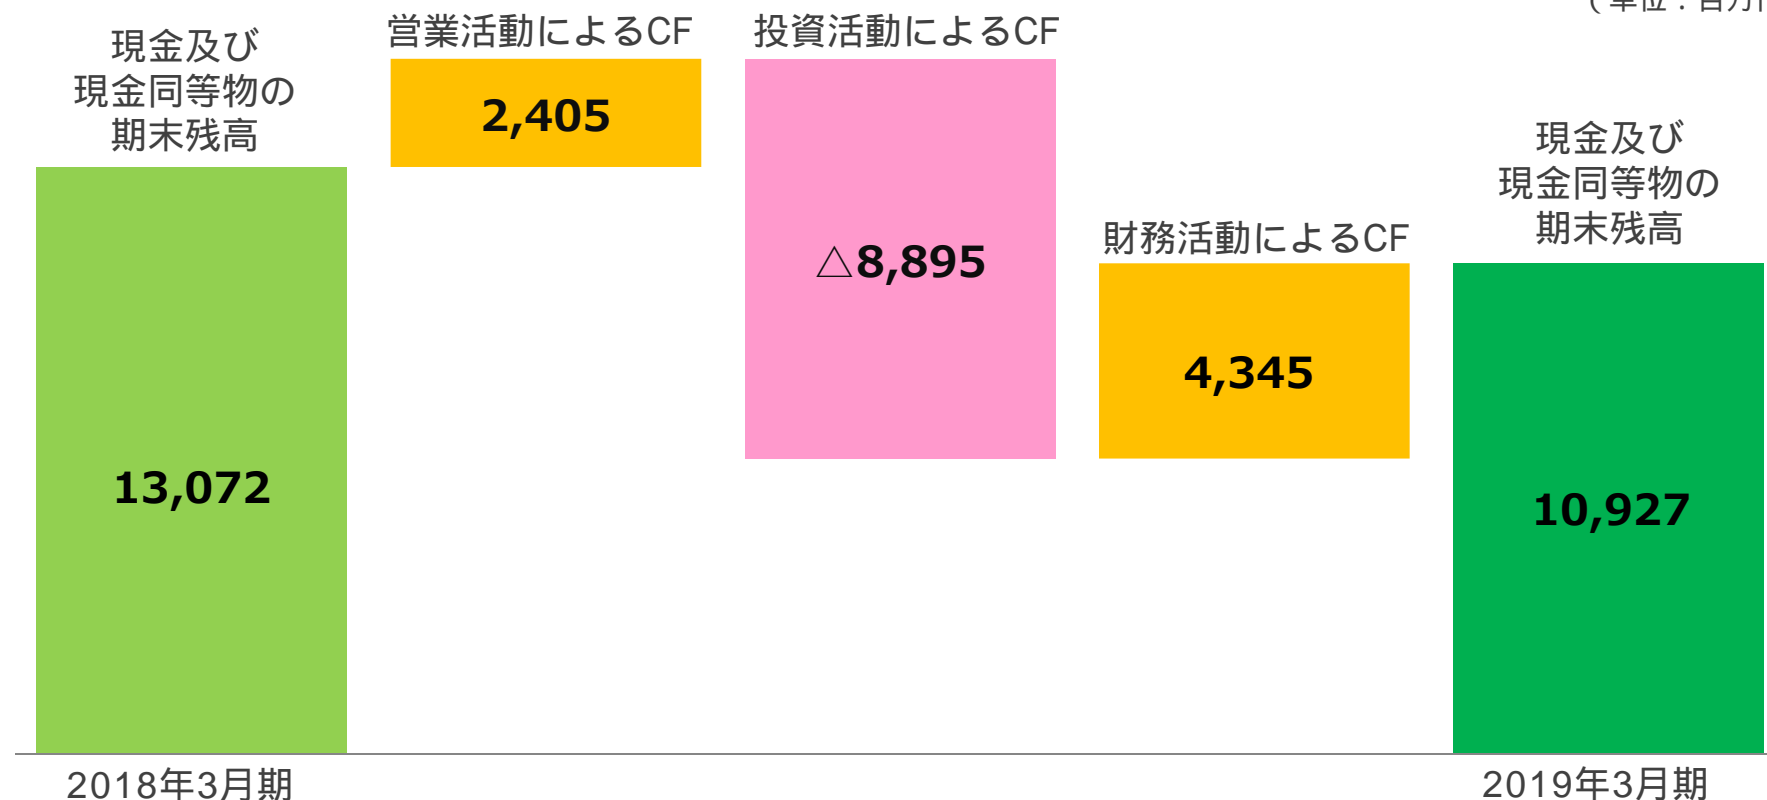 現金及び
現金同等物の
期末残高
13,072
2018年3月期
営業活動によるCF
2,405
投資活動によるCF
△8,895
財務活動によるCF
4,345
現金及び
現金同等物の
期末残高
10,927
2019年3月期